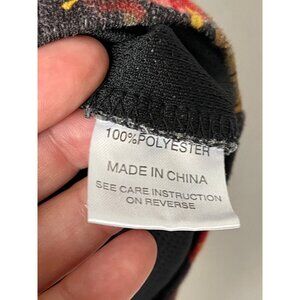 100%POLYESTER
MADE IN CHINA
SEE CARE INSTRUCTION
ON REVERSE